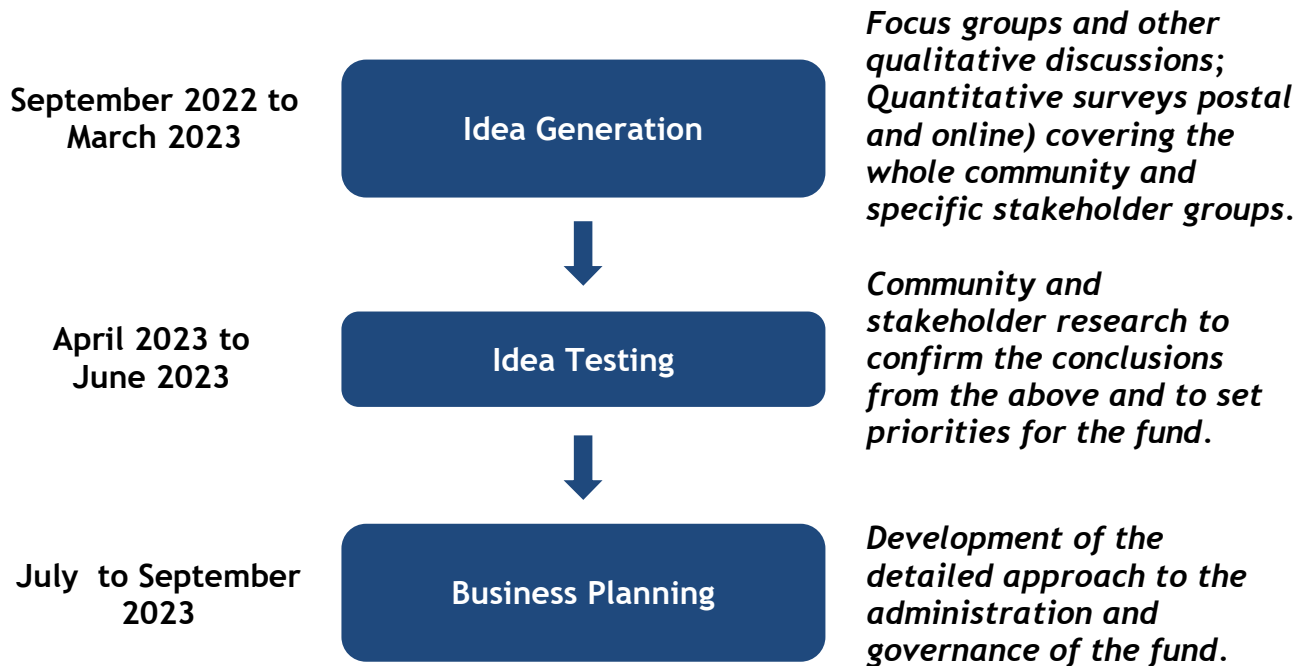 September 2022 to
March 2023
Idea Generation
Focus groups and other
qualitative discussions;
Quantitative surveys postal
and online) covering the
whole community and
specific stakeholder groups.
April 2023 to
June 2023
Idea Testing
Community and
stakeholder research to
confirm the conclusions
from the above and to set
priorities for the fund.
July  to September
2023
Business Planning
Development of the
detailed approach to the
administration and
governance of the fund.